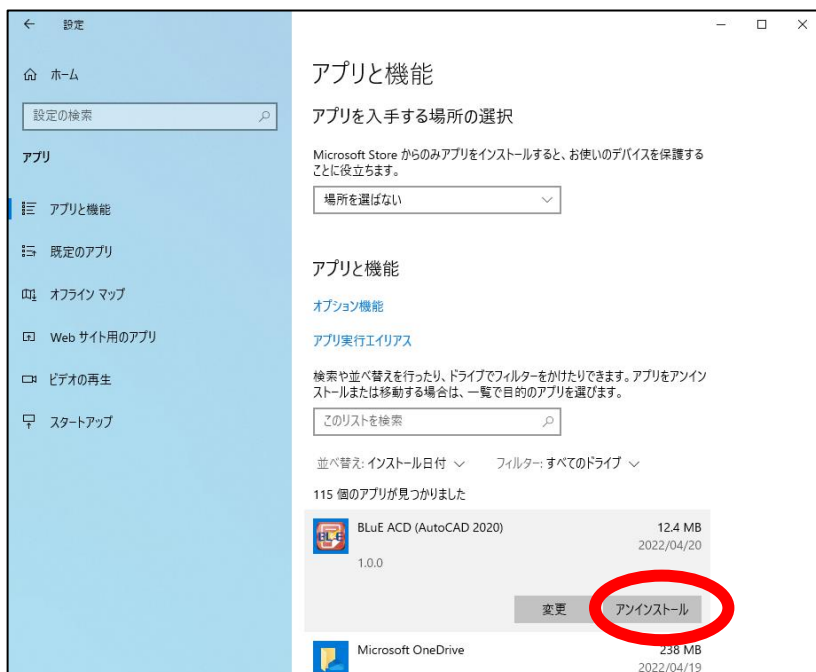 設定
ホーム
設定の検索
アプリ
アプリと機能
既定のアプリ
オフライン マップ
Web サイト用のアプリ
ビデオの再生
スタートアップ
アプリと機能
アプリを入手する場所の選択
Microsoft Store からのみアプリをインストールすると、お使いのデバイスを保護する
ことに役立ちます。
場所を選ばない
アプリと機能
オプション機能
アプリ実行エイリアス
検索や並べ替えを行ったり、ドライブでフィルターをかけたりできます。アプリをアンイン
ストールまたは移動する場合は、一覧で目的のアプリを選びます。
このリストを検索
並べ替え: インストール日付 フィルター: すべてのドライブ
115 個のアプリが見つかりました
BLuE
BLuE ACD (AutoCAD 2020) 12.4 MB
2022/04/20
1.0.0
変更 アンインストール
Microsoft OneDrive 238 MB
2022/04/19